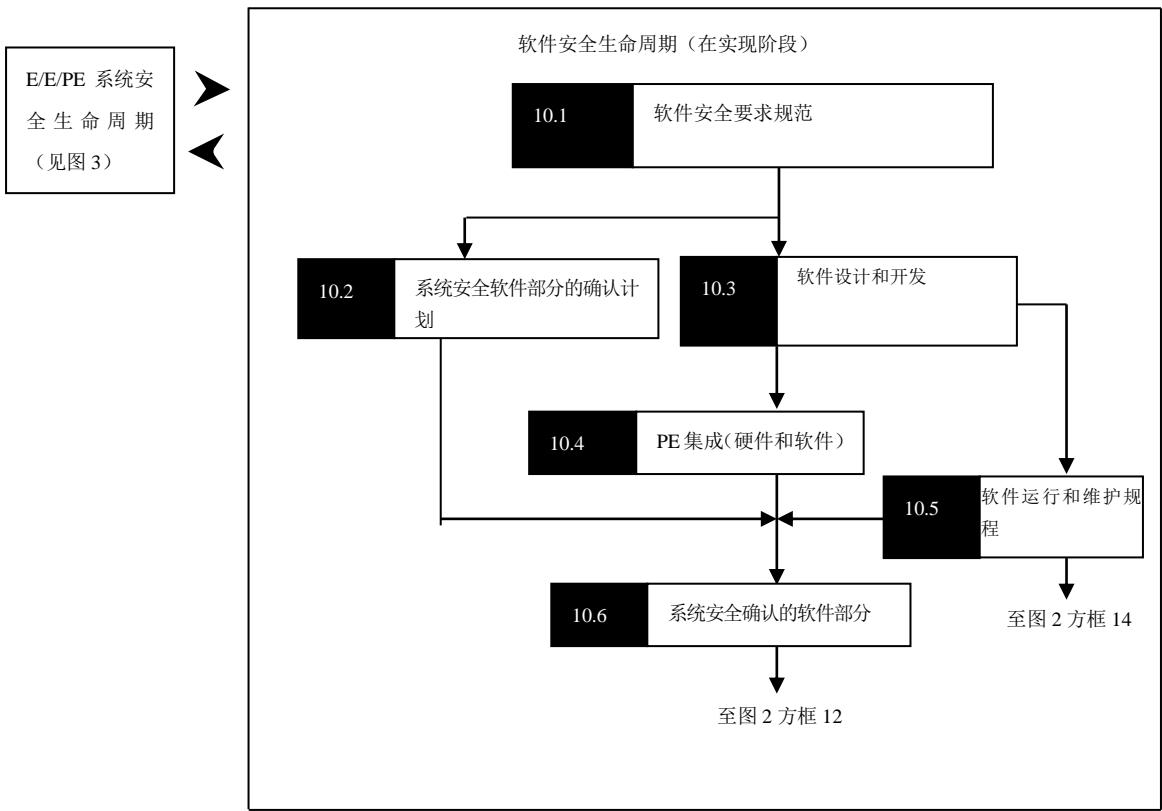 软件安全生命周期（在实现阶段）
E/E/PE 系统安
全生命周期
（见图 3）
10.1
软件安全要求规范
10.2
系统安全软件部分的确认计
划
10.3
软件设计和开发
10.4
PE 集成（硬件和软件）
10.5
软件运行和维护规
程
10.6
系统安全确认的软件部分
至图 2 方框 14
至图 2 方框 12